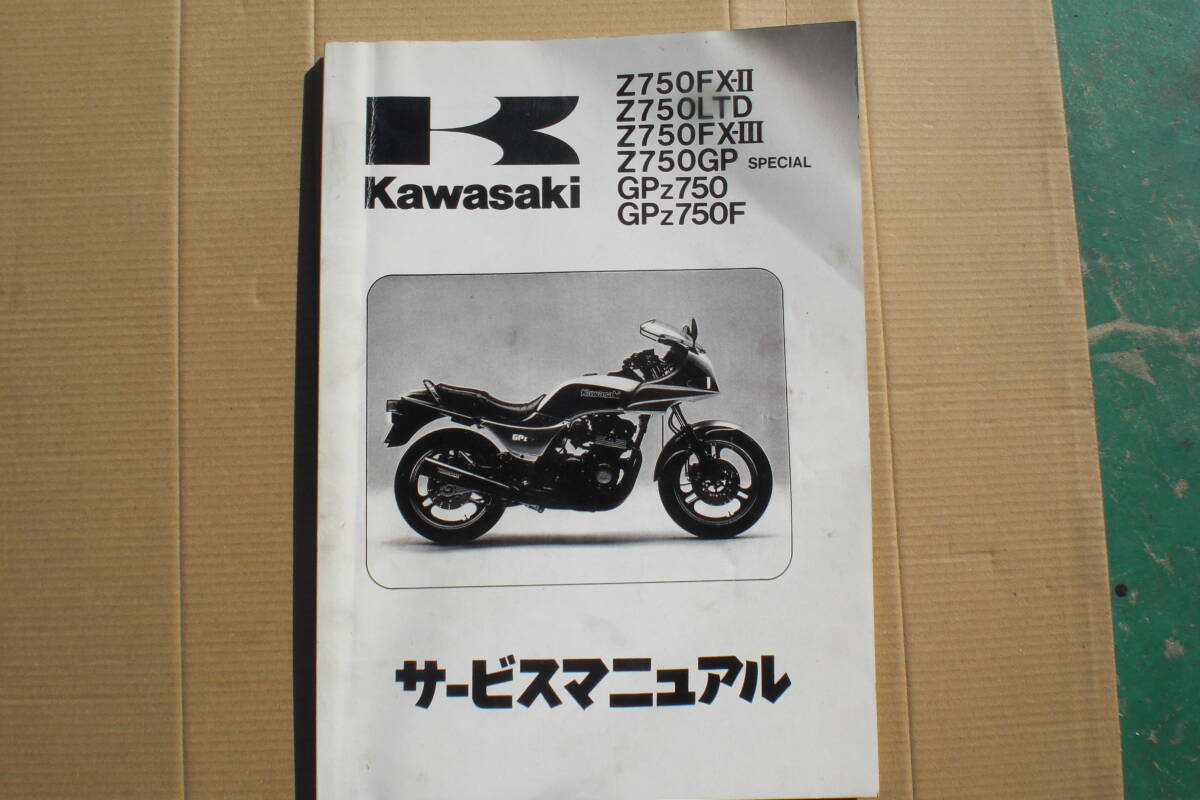 Z750FX-II
Z750LTD
Z750FX-III
Z750GP SPECIAL
GPz750
GPz750F
Kawasaki
Kawasaki
GPz
サービスマニュアル